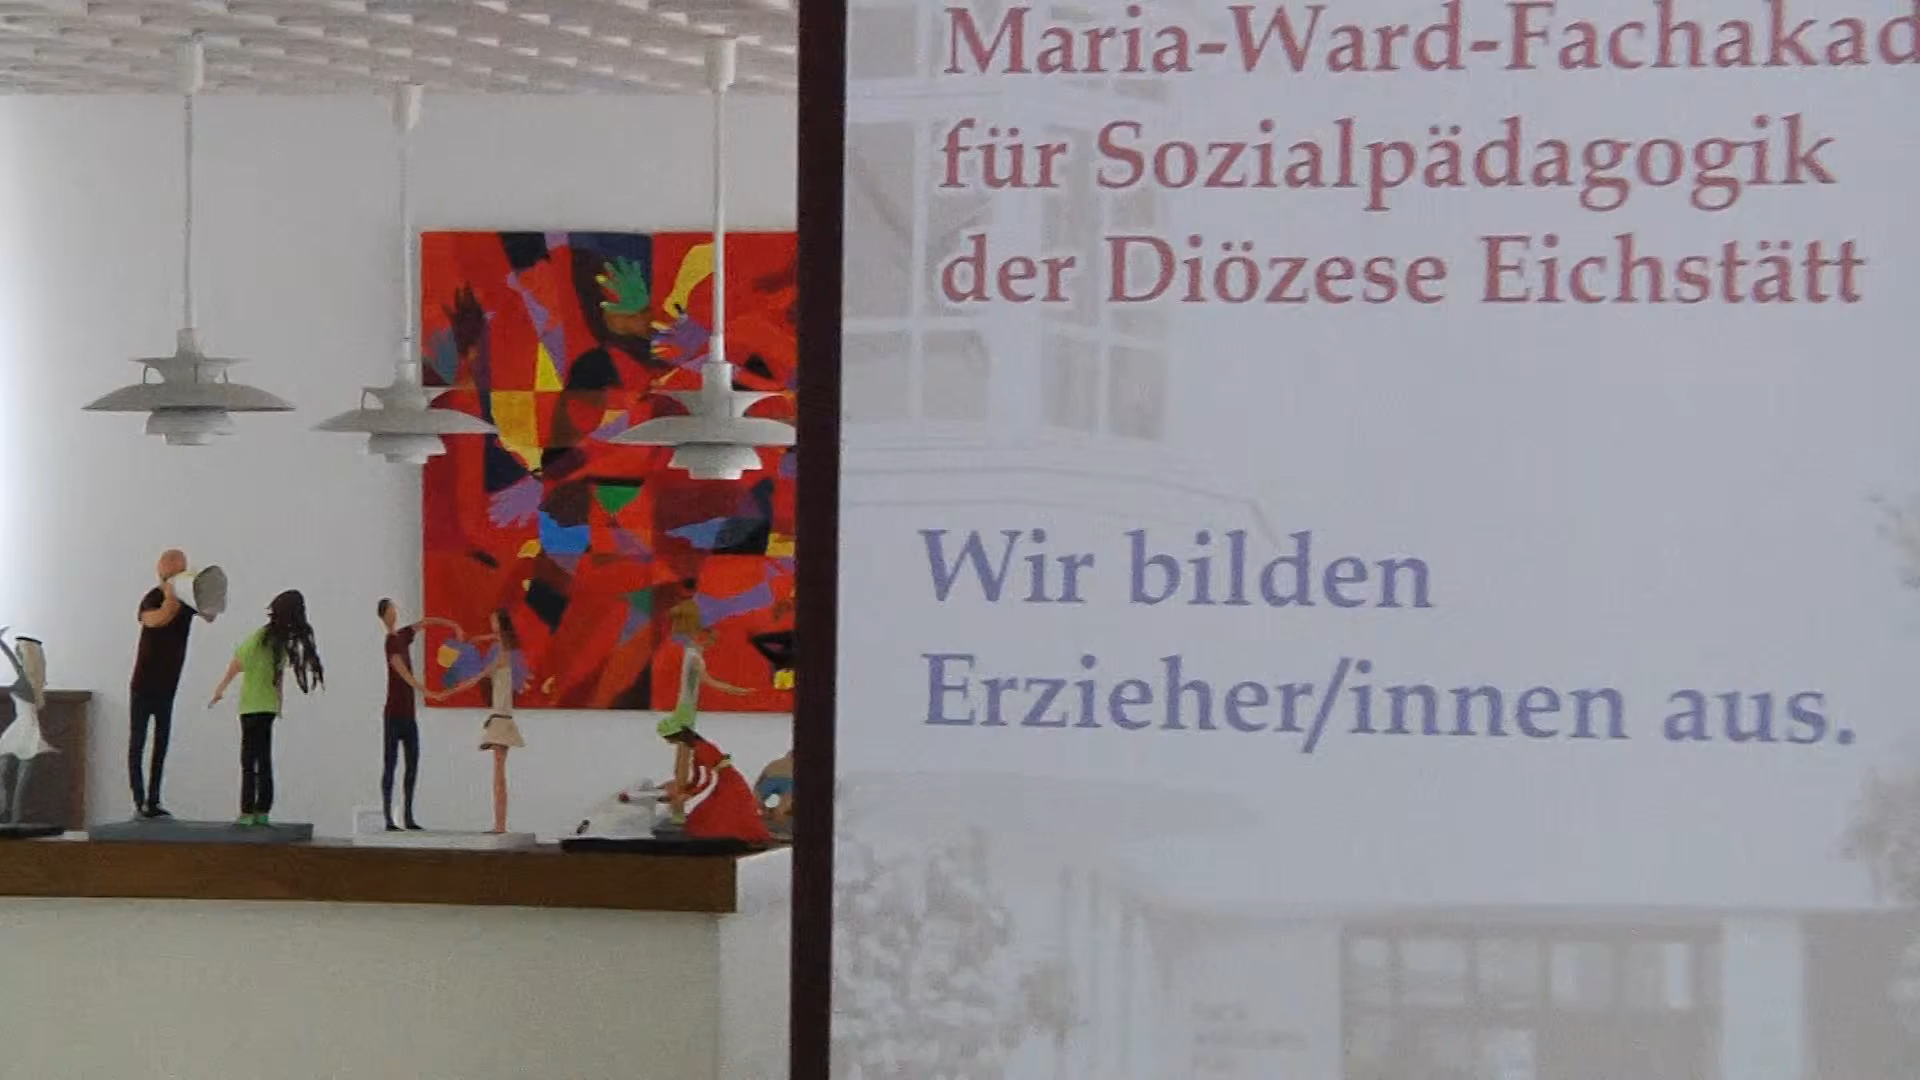 Maria-Ward-Fachakad
für Sozialpädagogik
der Diözese Eichstätt
Wir bilden
Erzieher/innen aus.